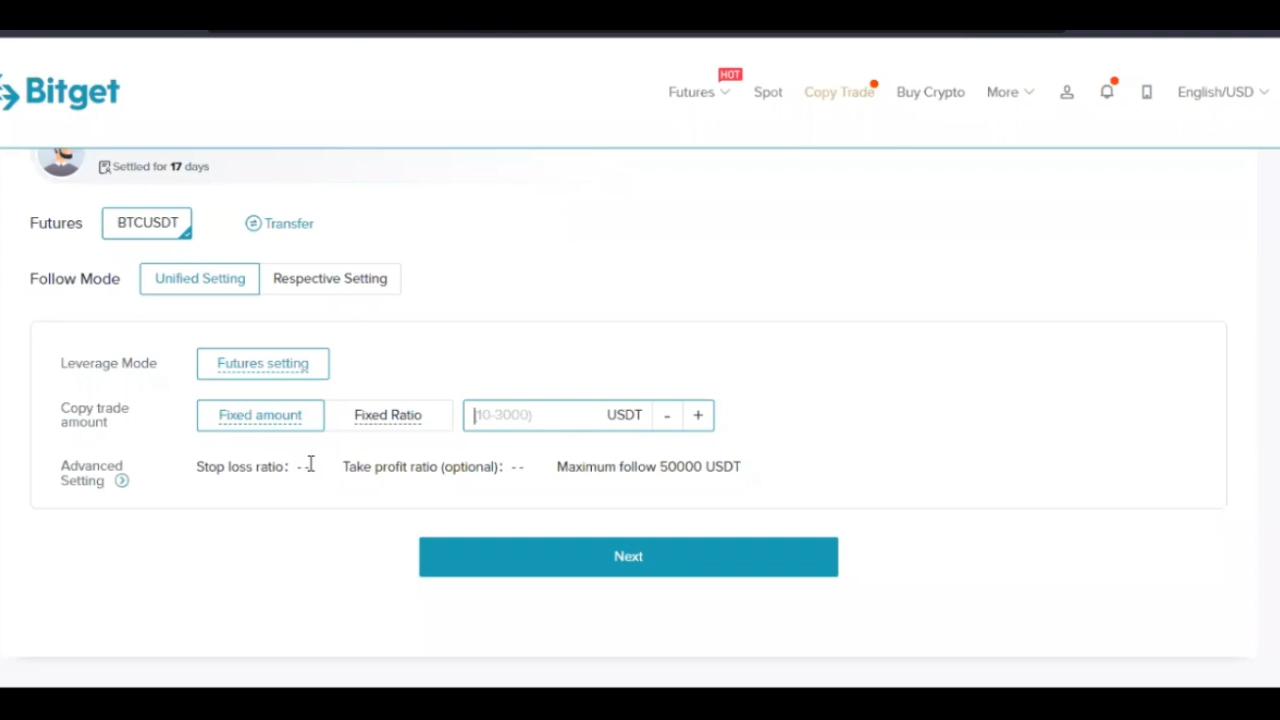 HOT
Bitget
Futures Spot Copy Trade Buy Crypto More English/USD
Settled for 17 days
Futures BTCUSDT Transfer
Follow Mode Unified Setting Respective Setting
Leverage Mode Futures setting
Copy trade amount Fixed amount Fixed Ratio (10-3000) USDT - +
Advanced Setting Stop loss ratio: -- Take profit ratio (optional): -- Maximum follow 50000 USDT
Next